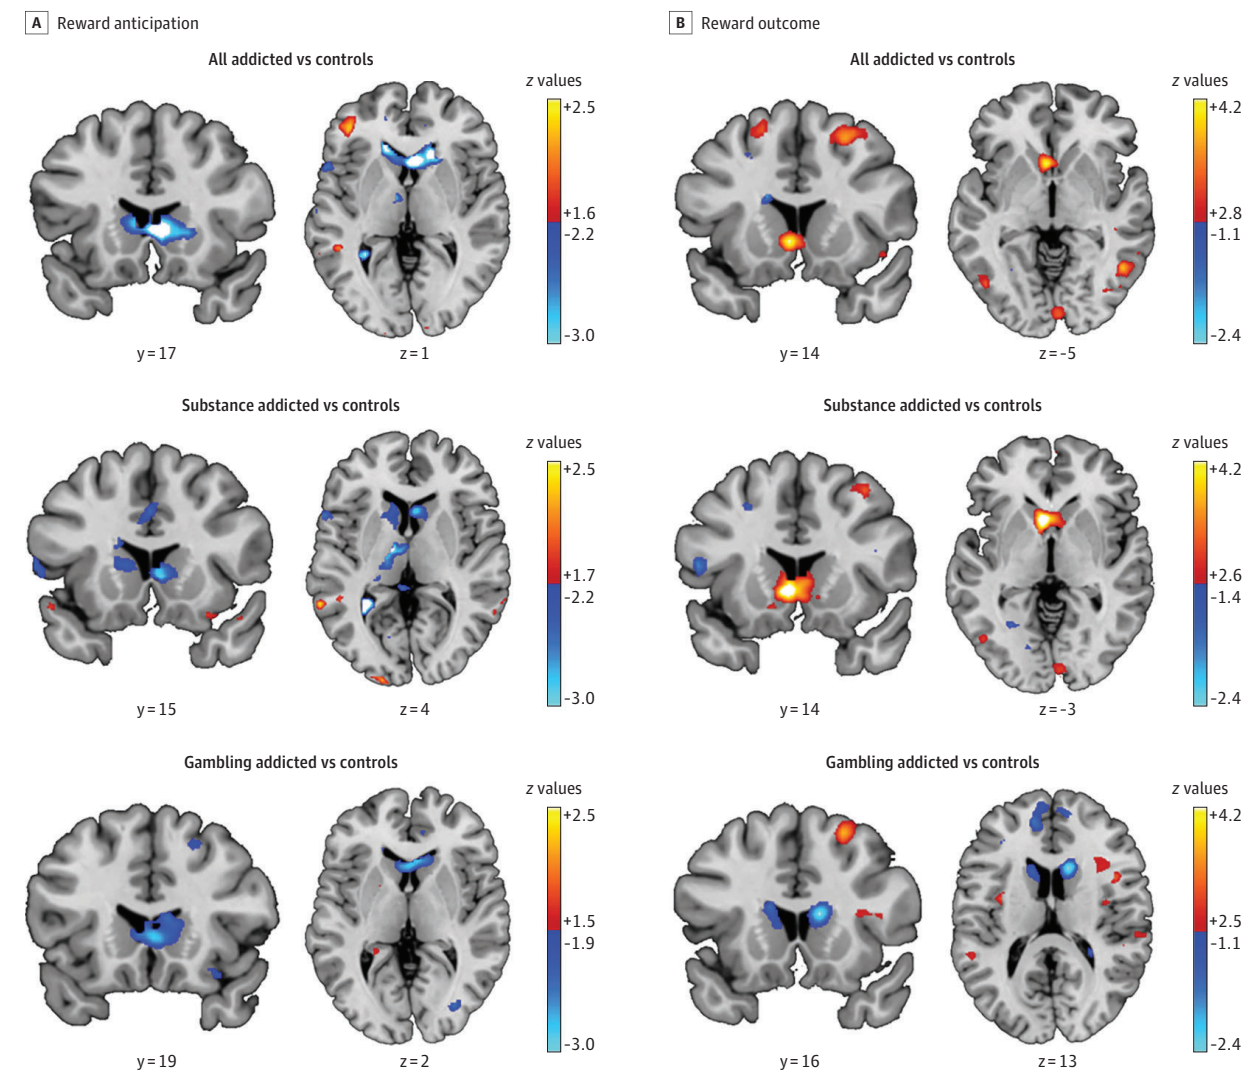 A Reward anticipation
All addicted vs controls
z values
+2.5
+1.6
-2.2
-3.0
y = 17
z = 1
Substance addicted vs controls
z values
+2.5
+1.7
-2.2
-3.0
y = 15
z = 4
Gambling addicted vs controls
z values
+2.5
+1.5
-1.9
-3.0
y = 19
z = 2
B Reward outcome
All addicted vs controls
z values
+4.2
+2.8
-1.1
-2.4
y = 14
z = -5
Substance addicted vs controls
z values
+4.2
+2.6
-1.4
-2.4
y = 14
z = -3
Gambling addicted vs controls
z values
+4.2
+2.5
-1.1
-2.4
y = 16
z = 13